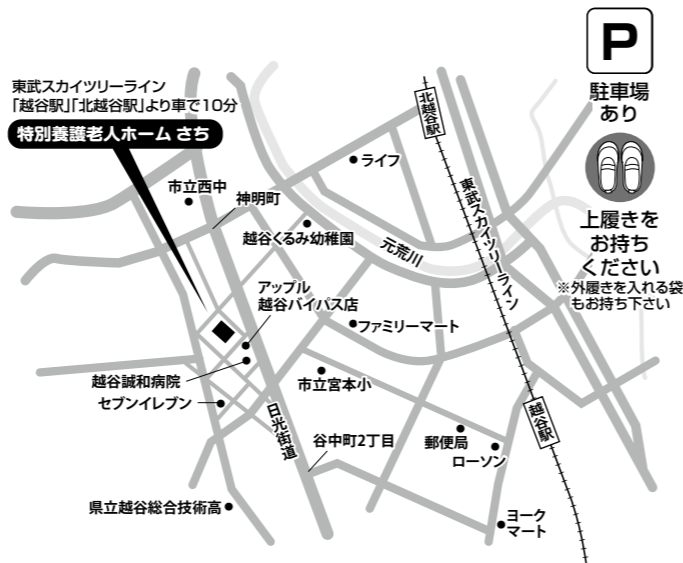 東武スカイツリーライン
「越谷駅」「北越谷駅」より車で10分
特別養護老人ホーム さち
P
駐車場
あり
上履きを
お持ち
ください
※外履きを入れる袋
もお持ち下さい
北越谷駅
ライフ
東武スカイツリーライン
市立西中
神明町
越谷くるみ幼稚園
元荒川
アップル
越谷バイパス店
ファミリーマート
越谷誠和病院
市立宮本小
セブンイレブン
日光街道
谷中町2丁目
郵便局
ローソン
越谷駅
県立越谷総合技術高
ヨーク
マート